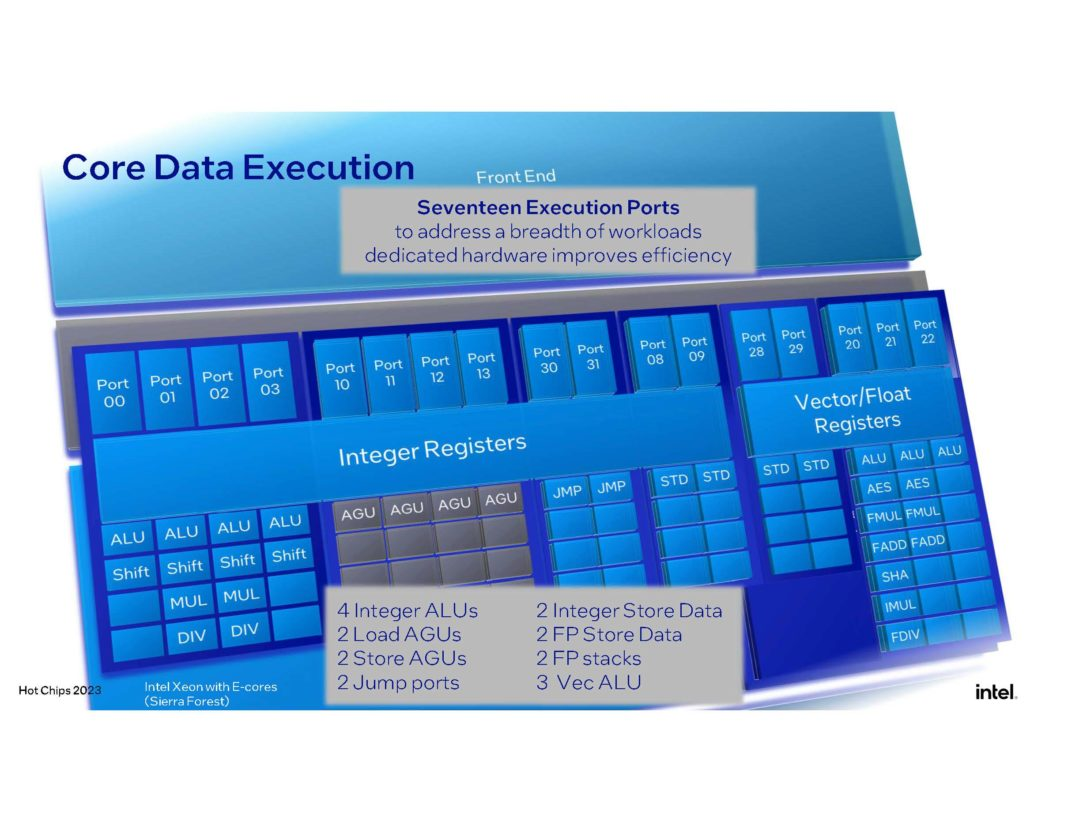 Core Data Execution
Front End
Seventeen Execution Ports
to address a breadth of workloads
dedicated hardware improves efficiency
Port 00
Port 01
Port 02
Port 03
Port 10
Port 11
Port 12
Port 13
Port 30
Port 31
Port 08
Port 09
Port 28
Port 29
Port 20
Port 21
Port 22
Integer Registers
Vector/Float
Registers
ALU ALU ALU ALU
Shift Shift Shift Shift
MUL MUL
DIV DIV
AGU AGU AGU AGU
JMP JMP
STD STD
STD STD
ALU ALU ALU
AES AES
FMUL FMUL
FADD FADD
SHA
IMUL
FDIV
4 Integer ALUs
2 Load AGUs
2 Store AGUs
2 Jump ports
2 Integer Store Data
2 FP Store Data
2 FP stacks
3 Vec ALU
Hot Chips 2023
Intel Xeon with E-cores
(Sierra Forest)
intel.